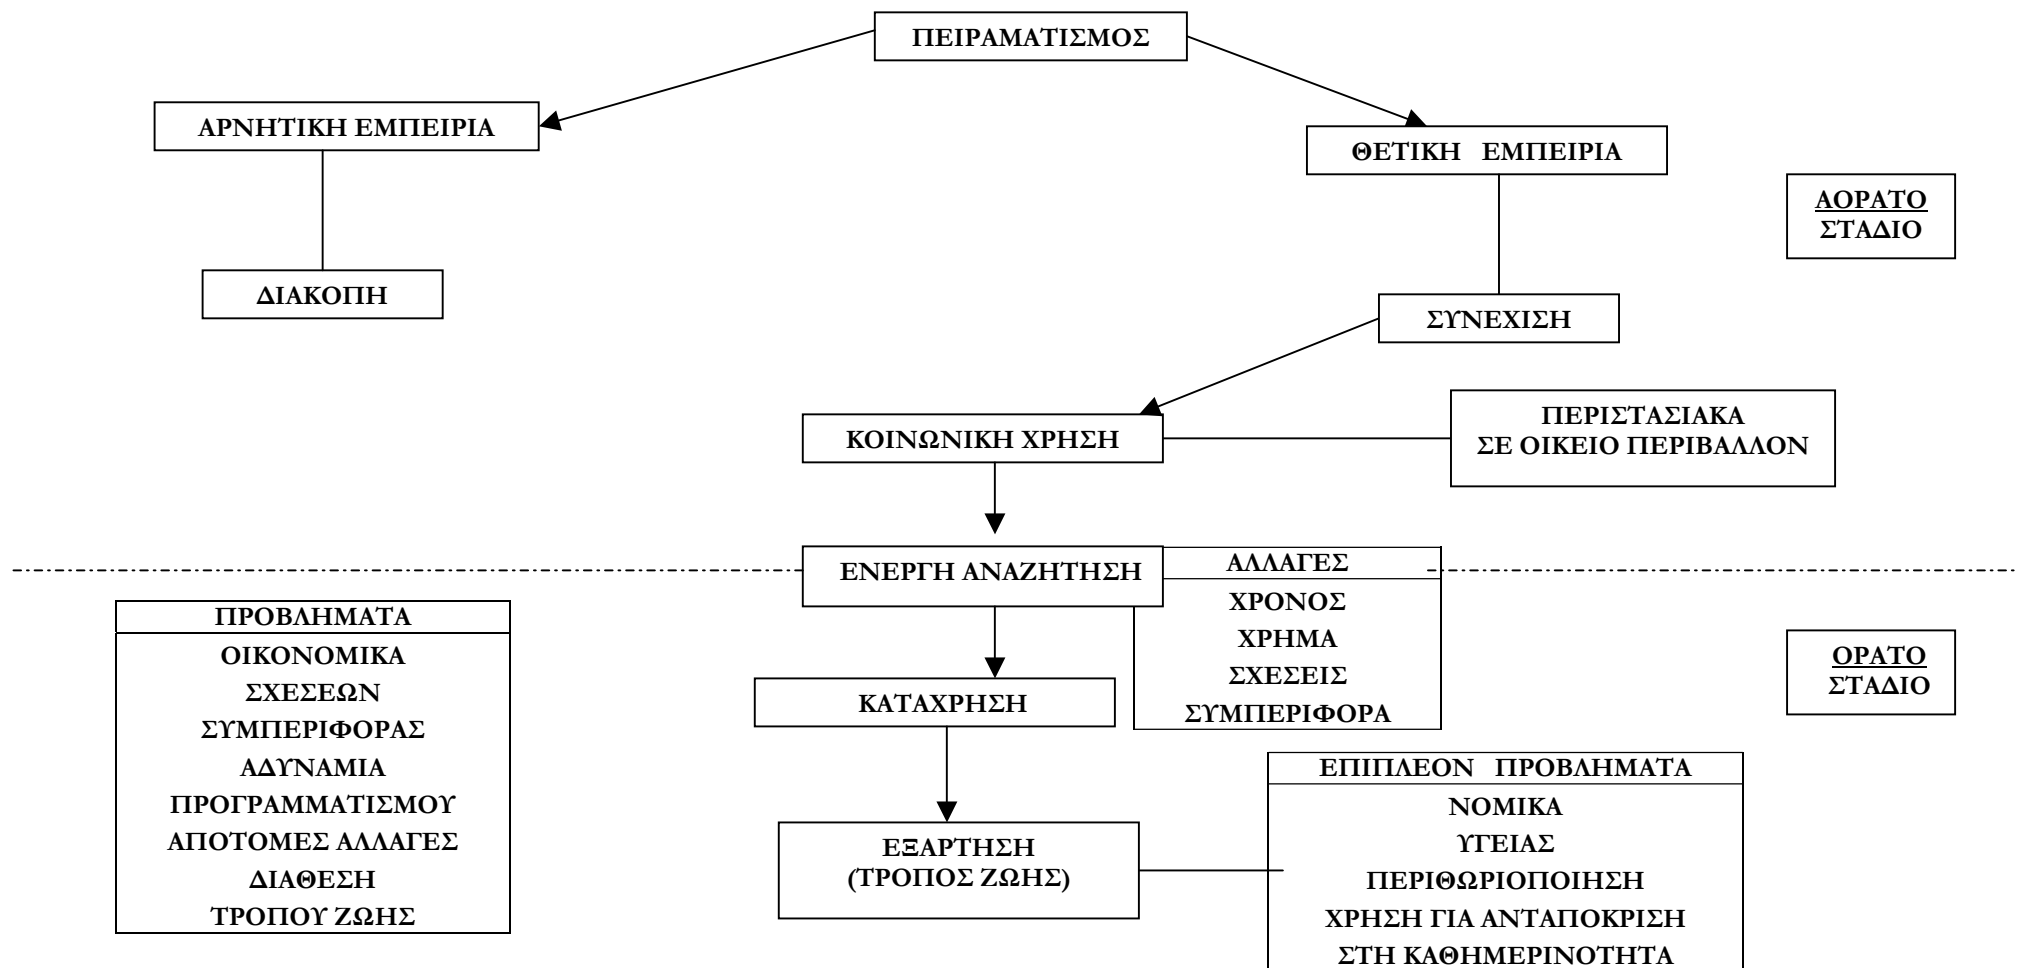 ΠΕΙΡΑΜΑΤΙΣΜΟΣ
ΑΡΝΗΤΙΚΗ ΕΜΠΕΙΡΙΑ
ΘΕΤΙΚΗ ΕΜΠΕΙΡΙΑ
ΑΟΡΑΤΟ
ΣΤΑΔΙΟ
ΔΙΑΚΟΠΗ
ΣΥΝΕΧΙΣΗ
ΚΟΙΝΩΝΙΚΗ ΧΡΗΣΗ
ΠΕΡΙΣΤΑΣΙΑΚΑ
ΣΕ ΟΙΚΕΙΟ ΠΕΡΙΒΑΛΛΟΝ
ΕΝΕΡΓΗ ΑΝΑΖΗΤΗΣΗ
ΑΛΛΑΓΕΣ
ΧΡΟΝΟΣ
ΧΡΗΜΑ
ΣΧΕΣΕΙΣ
ΣΥΜΠΕΡΙΦΟΡΑ
ΠΡΟΒΛΗΜΑΤΑ
ΟΙΚΟΝΟΜΙΚΑ
ΣΧΕΣΕΩΝ
ΣΥΜΠΕΡΙΦΟΡΑΣ
ΑΔΥΝΑΜΙΑ
ΠΡΟΓΡΑΜΜΑΤΙΣΜΟΥ
ΑΠΟΤΟΜΕΣ ΑΛΛΑΓΕΣ
ΔΙΑΘΕΣΗ
ΤΡΟΠΟΥ ΖΩΗΣ
ΟΡΑΤΟ
ΣΤΑΔΙΟ
ΚΑΤΑΧΡΗΣΗ
ΕΞΑΡΤΗΣΗ
(ΤΡΟΠΟΣ ΖΩΗΣ)
ΕΠΙΠΛΕΟΝ ΠΡΟΒΛΗΜΑΤΑ
ΝΟΜΙΚΑ
ΥΓΕΙΑΣ
ΠΕΡΙΘΩΡΙΟΠΟΙΗΣΗ
ΧΡΗΣΗ ΓΙΑ ΑΝΤΑΠΟΚΡΙΣΗ
ΣΤΗ ΚΑΘΗΜΕΡΙΝΟΤΗΤΑ